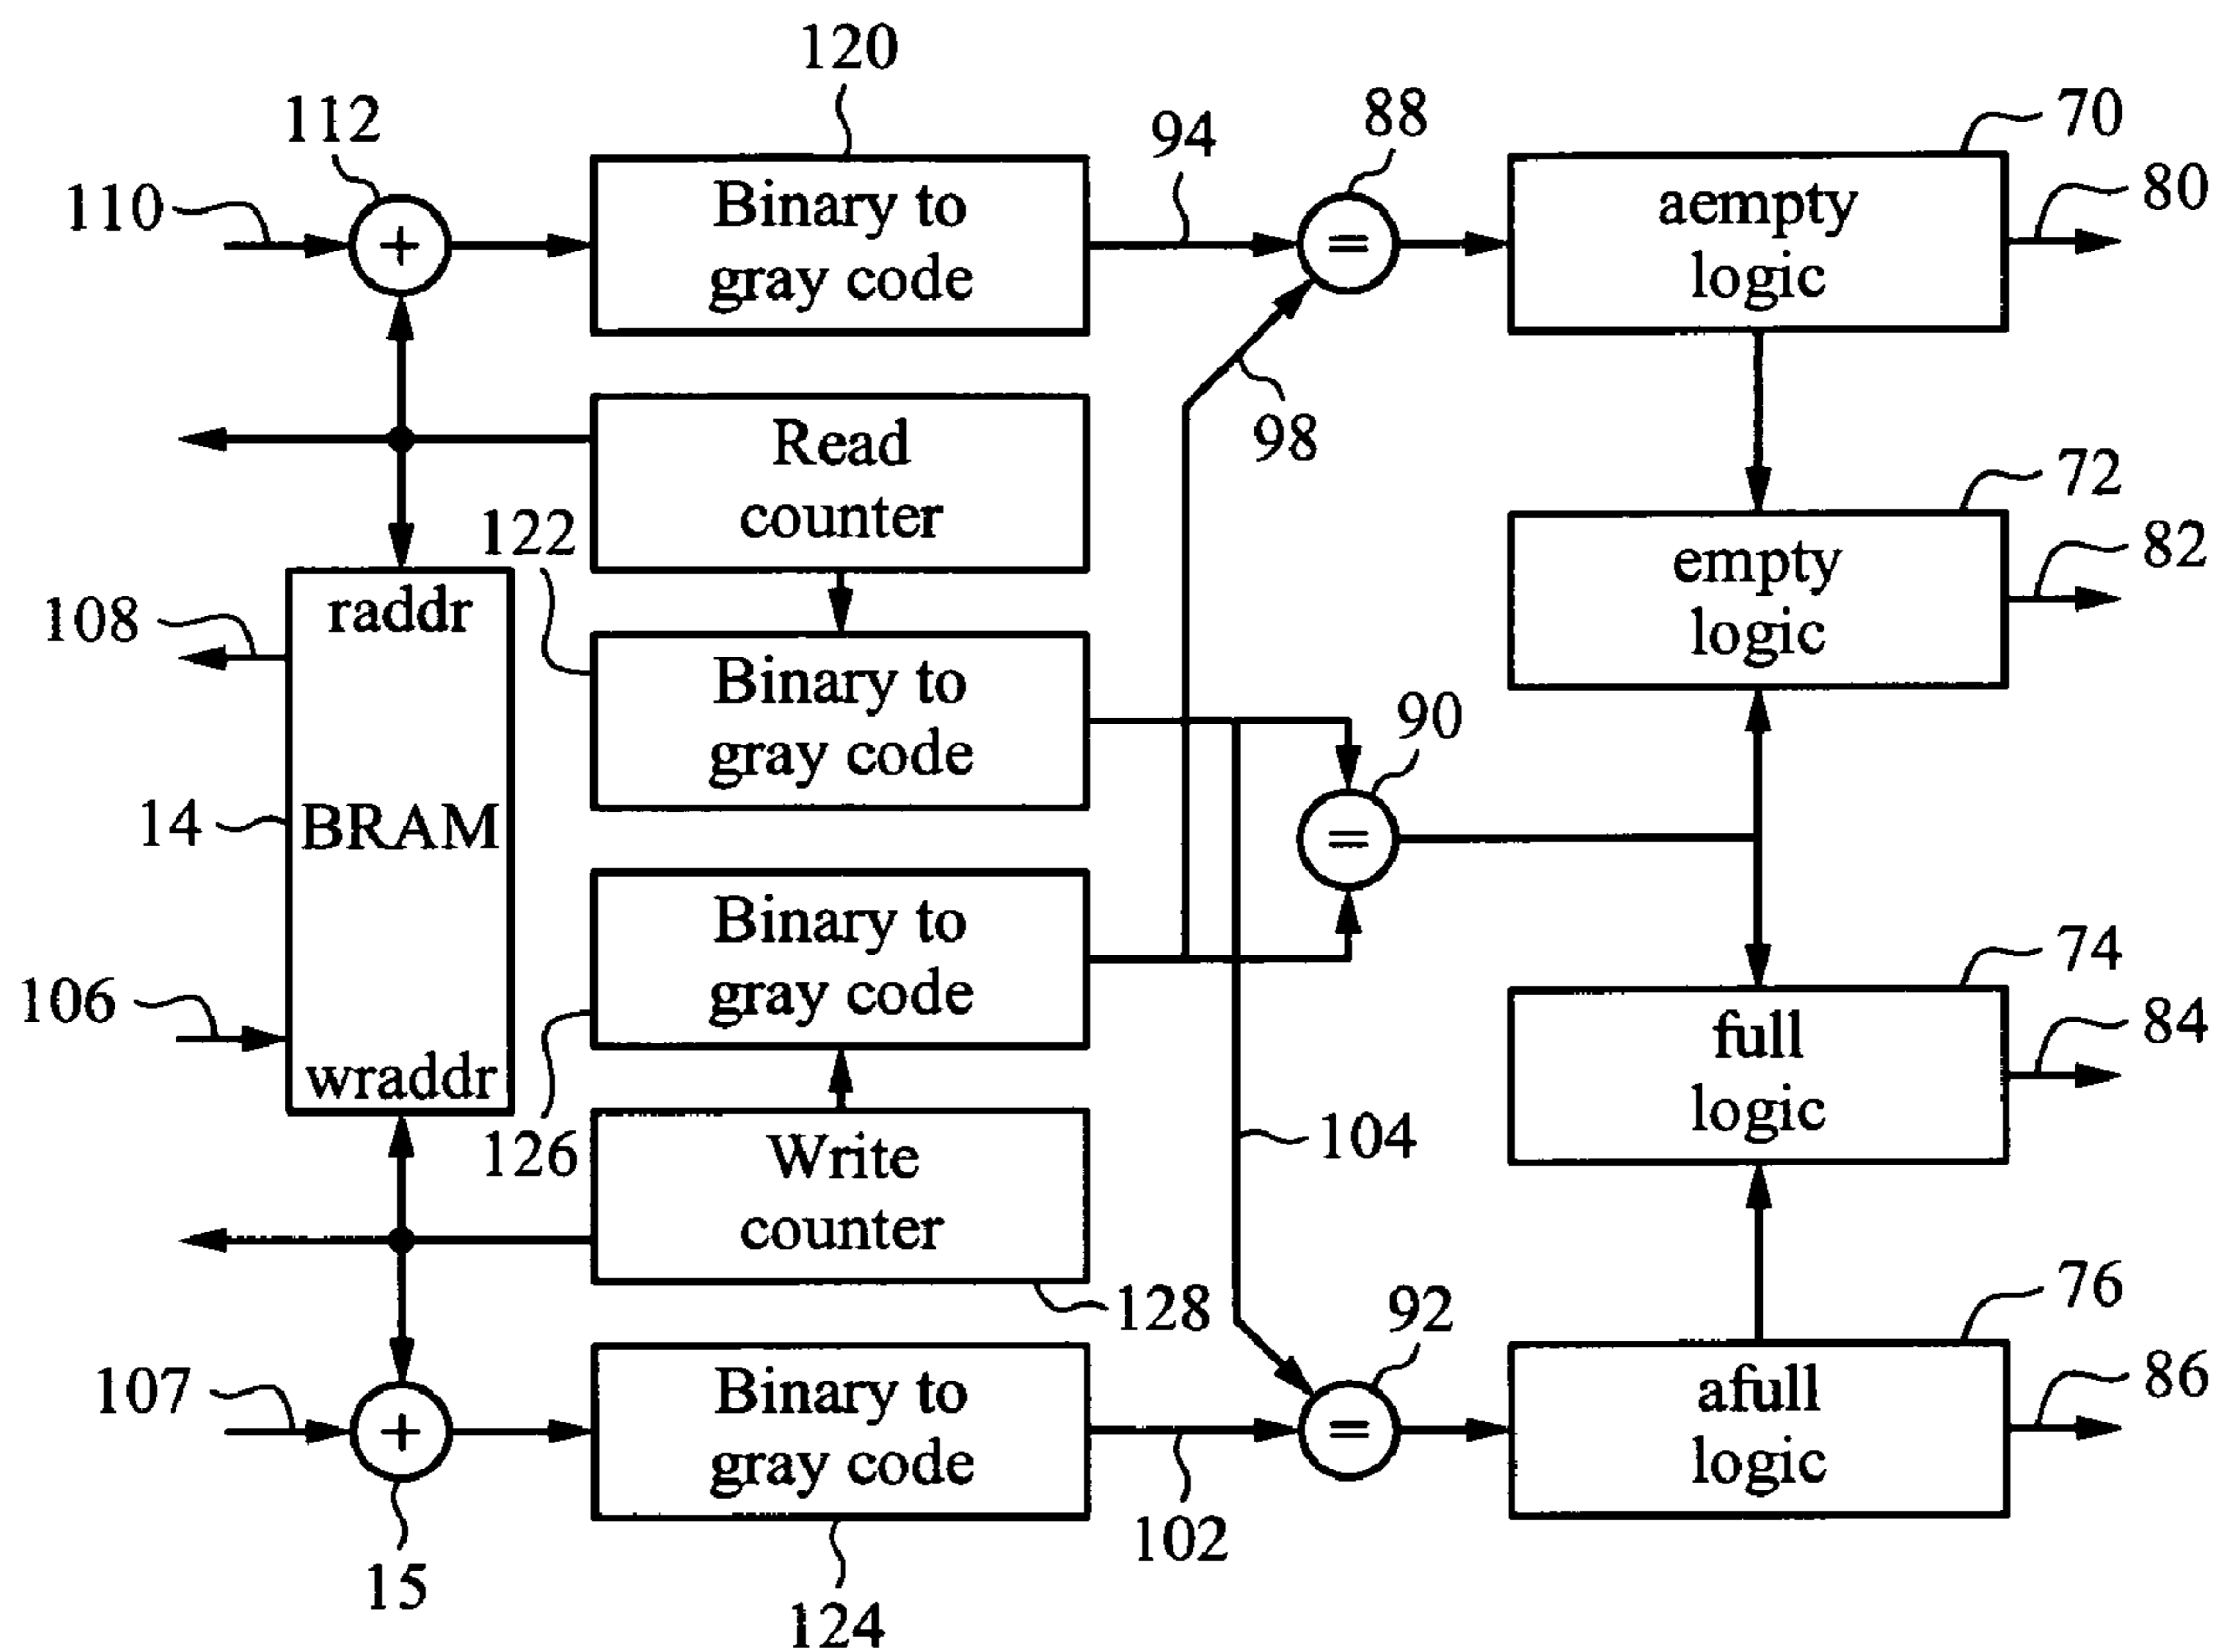 120
112
110
+
Binary to
gray code
94
88
=
98
aempty
logic
70
80
Read
counter
122
raddr
BRAM
wraddr
108
14
106
Binary to
gray code
90
=
empty
logic
72
82
Binary to
gray code
126
Write
counter
128
104
full
logic
74
84
107
+
15
Binary to
gray code
124
102
92
=
afull
logic
76
86